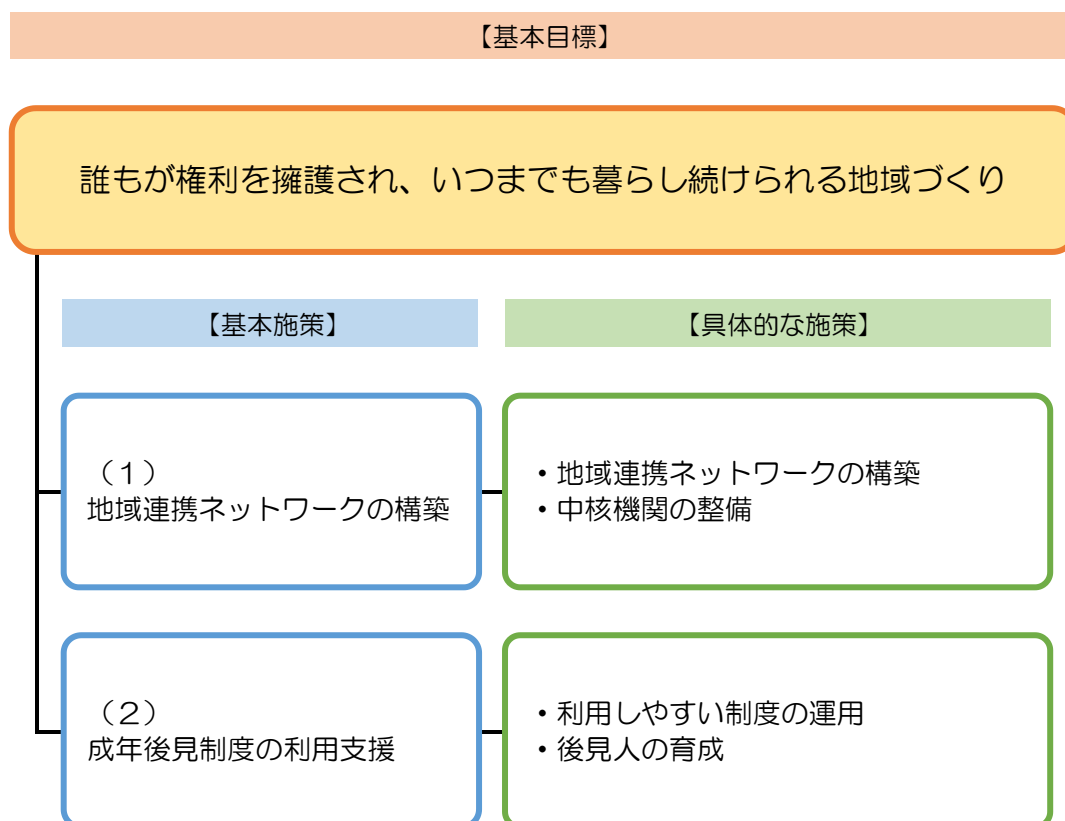 【基本目標】
誰もが権利を擁護され、いつまでも暮らし続けられる地域づくり
【基本施策】
【具体的な施策】
（１）
地域連携ネットワークの構築
・地域連携ネットワークの構築
・中核機関の整備
（２）
成年後見制度の利用支援
・利用しやすい制度の運用
・後見人の育成